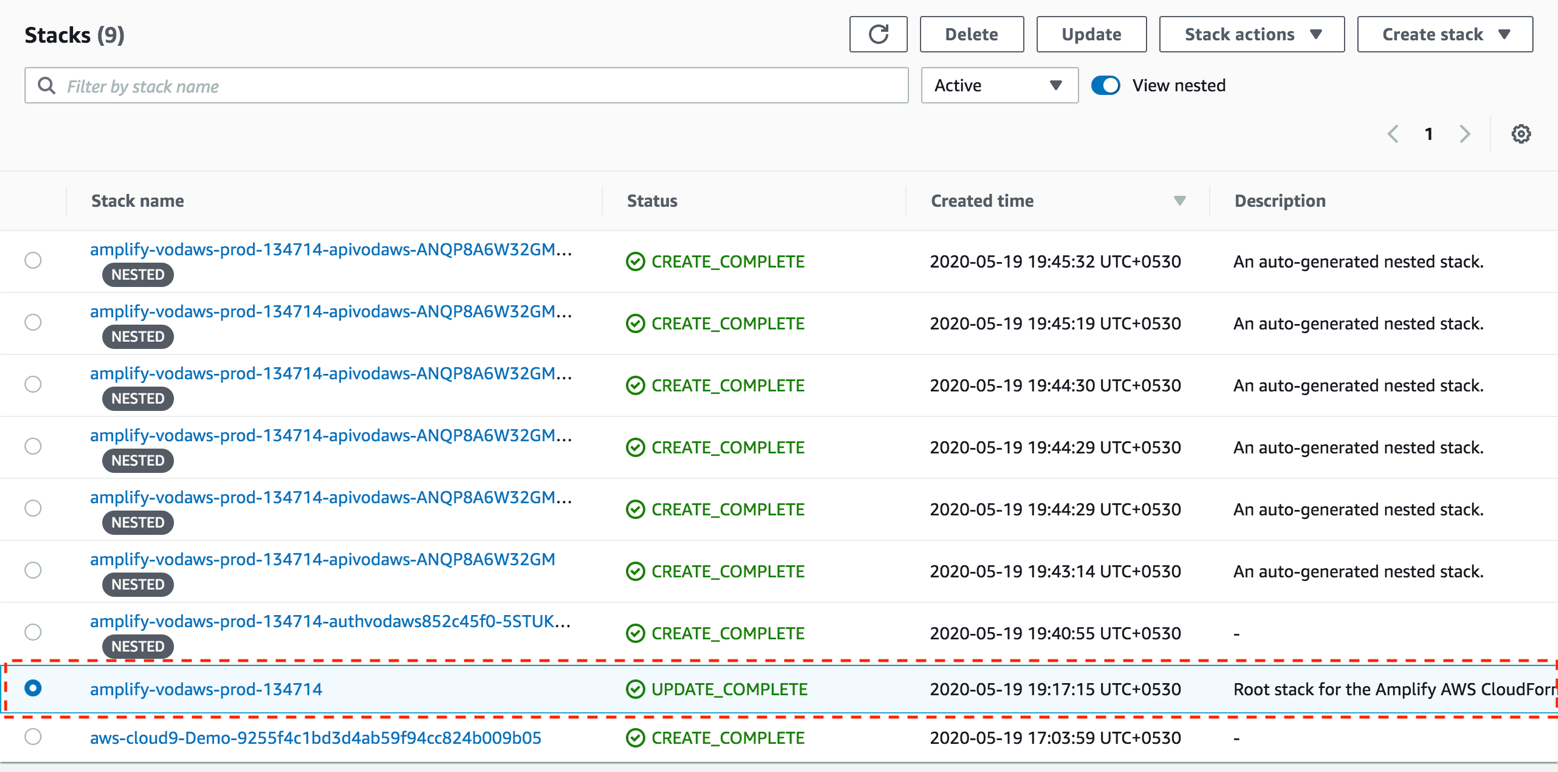 Stacks (9)
Delete
Update
Stack actions
Create stack
Filter by stack name
Active
View nested
1
Stack name Status Created time Description
amplify-vodaws-prod-134714-apivodaws-ANQP8A6W32GM... CREATE_COMPLETE 2020-05-19 19:45:32 UTC+0530 An auto-generated nested stack.
NESTED
amplify-vodaws-prod-134714-apivodaws-ANQP8A6W32GM... CREATE_COMPLETE 2020-05-19 19:45:19 UTC+0530 An auto-generated nested stack.
NESTED
amplify-vodaws-prod-134714-apivodaws-ANQP8A6W32GM... CREATE_COMPLETE 2020-05-19 19:44:30 UTC+0530 An auto-generated nested stack.
NESTED
amplify-vodaws-prod-134714-apivodaws-ANQP8A6W32GM... CREATE_COMPLETE 2020-05-19 19:44:29 UTC+0530 An auto-generated nested stack.
NESTED
amplify-vodaws-prod-134714-apivodaws-ANQP8A6W32GM... CREATE_COMPLETE 2020-05-19 19:44:29 UTC+0530 An auto-generated nested stack.
NESTED
amplify-vodaws-prod-134714-apivodaws-ANQP8A6W32GM CREATE_COMPLETE 2020-05-19 19:43:14 UTC+0530 An auto-generated nested stack.
NESTED
amplify-vodaws-prod-134714-authvodaws852c45f0-5STUK... CREATE_COMPLETE 2020-05-19 19:40:55 UTC+0530 -
NESTED
amplify-vodaws-prod-134714 UPDATE_COMPLETE 2020-05-19 19:17:15 UTC+0530 Root stack for the Amplify AWS CloudForm
aws-cloud9-Demo-9255f4c1bd3d4ab59f94cc824b009b05 CREATE_COMPLETE 2020-05-19 17:03:59 UTC+0530 -